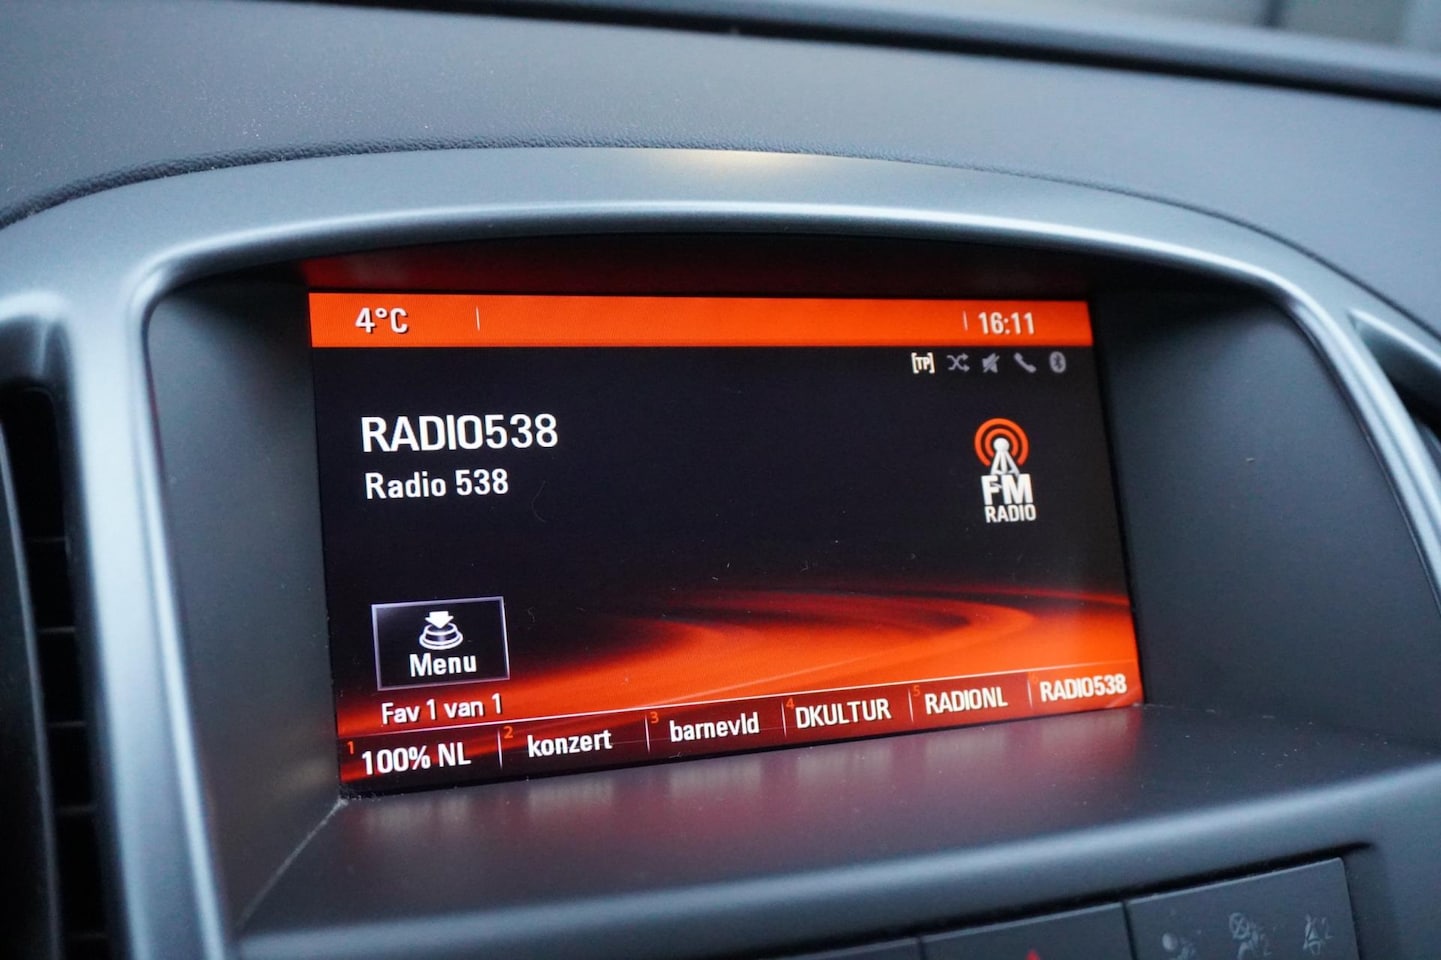 4°C
16:11
[TP]
RADIO538
Radio 538
FM
RADIO
Menu
Fav 1 van 1
1 100% NL
2 konzert
3 barnevld
4 DKULTUR
5 RADIONL
RADIO538